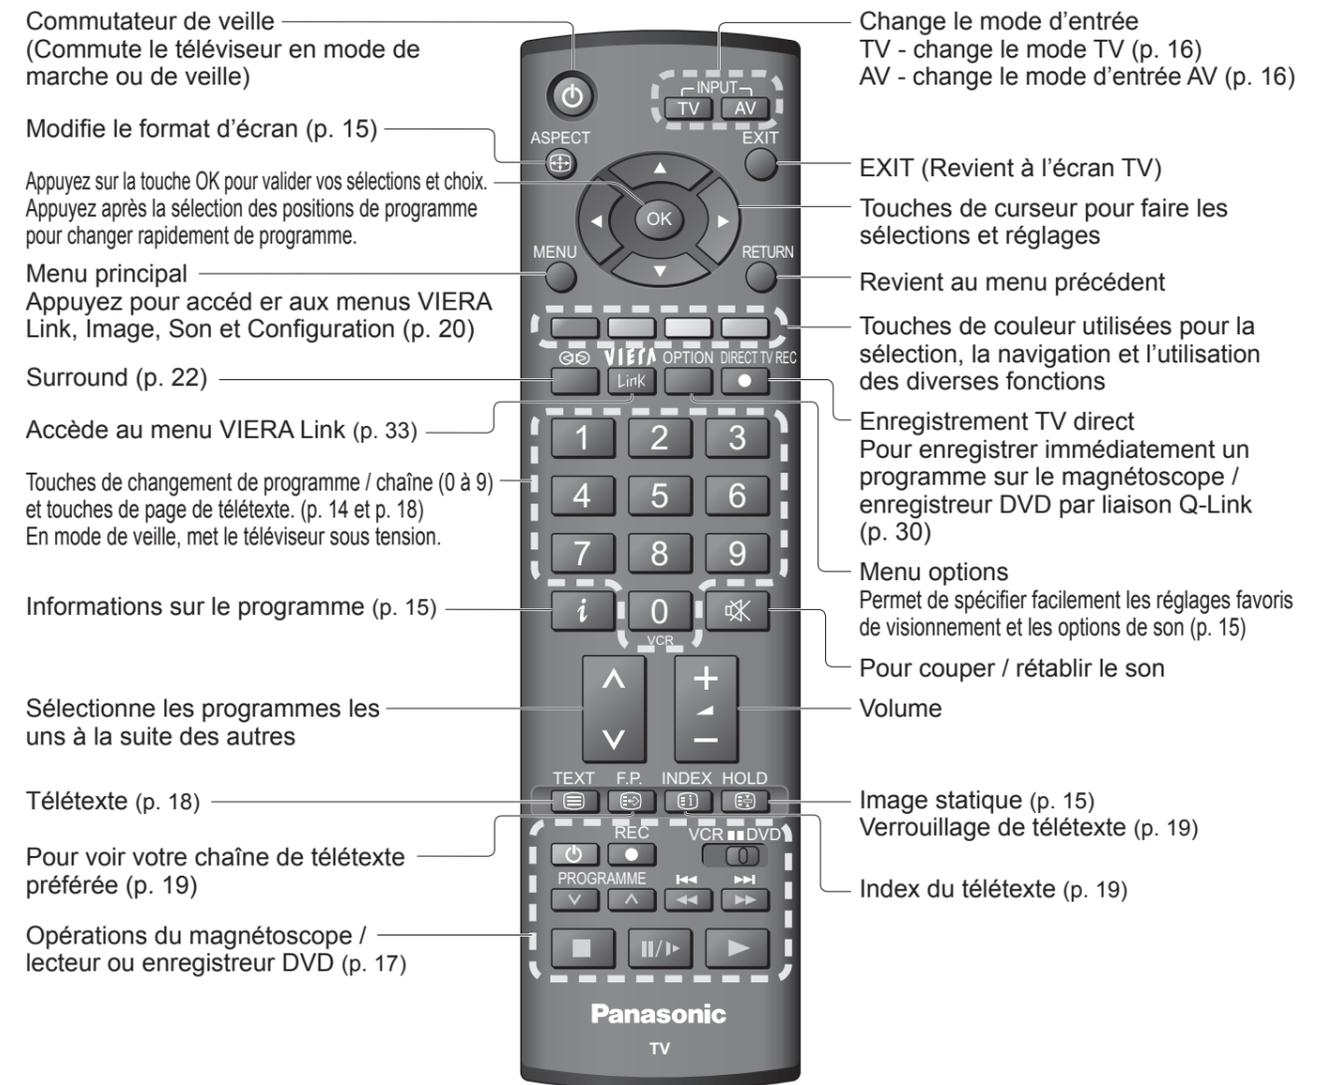 Commutateur de veille
(Commute le téléviseur en mode de
marche ou de veille)
Modifie le format d'écran (p. 15)
Appuyez sur la touche OK pour valider vos sélections et choix.
Appuyez après la sélection des positions de programme
pour changer rapidement de programme.
Menu principal
Appuyez pour accéd er aux menus VIERA
Link, Image, Son et Configuration (p. 20)
Surround (p. 22)
Accède au menu VIERA Link (p. 33)
Touches de changement de programme / chaîne (0 à 9)
et touches de page de télétexte. (p. 14 et p. 18)
En mode de veille, met le téléviseur sous tension.
Informations sur le programme (p. 15)
Sélectionne les programmes les
uns à la suite des autres
Télétexte (p. 18)
Pour voir votre chaîne de télétexte
préférée (p. 19)
Opérations du magnétoscope /
lecteur ou enregistreur DVD (p. 17)
INPUT
TV AV
ASPECT EXIT
OK
MENU RETURN
VIERA OPTION DIRECT TV REC
Link
1 2 3
4 5 6
7 8 9
i 0
VCR
TEXT F.P. INDEX HOLD
REC VCR DVD
PROGRAMME
Panasonic
TV
Change le mode d'entrée
TV - change le mode TV (p. 16)
AV - change le mode d'entrée AV (p. 16)
EXIT (Revient à l'écran TV)
Touches de curseur pour faire les
sélections et réglages
Revient au menu précédent
Touches de couleur utilisées pour la
sélection, la navigation et l'utilisation
des diverses fonctions
Enregistrement TV direct
Pour enregistrer immédiatement un
programme sur le magnétoscope /
enregistreur DVD par liaison Q-Link
(p. 30)
Menu options
Permet de spécifier facilement les réglages favoris
de visionnement et les options de son (p. 15)
Pour couper / rétablir le son
Volume
Image statique (p. 15)
Verrouillage de télétexte (p. 19)
Index du télétexte (p. 19)